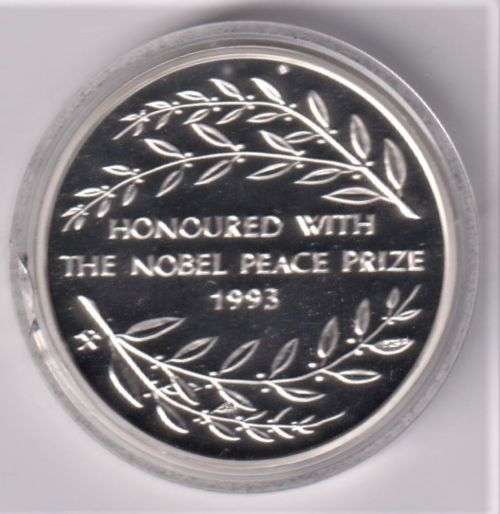 HONOURED WITH
THE NOBEL PEACE PRIZE
1993